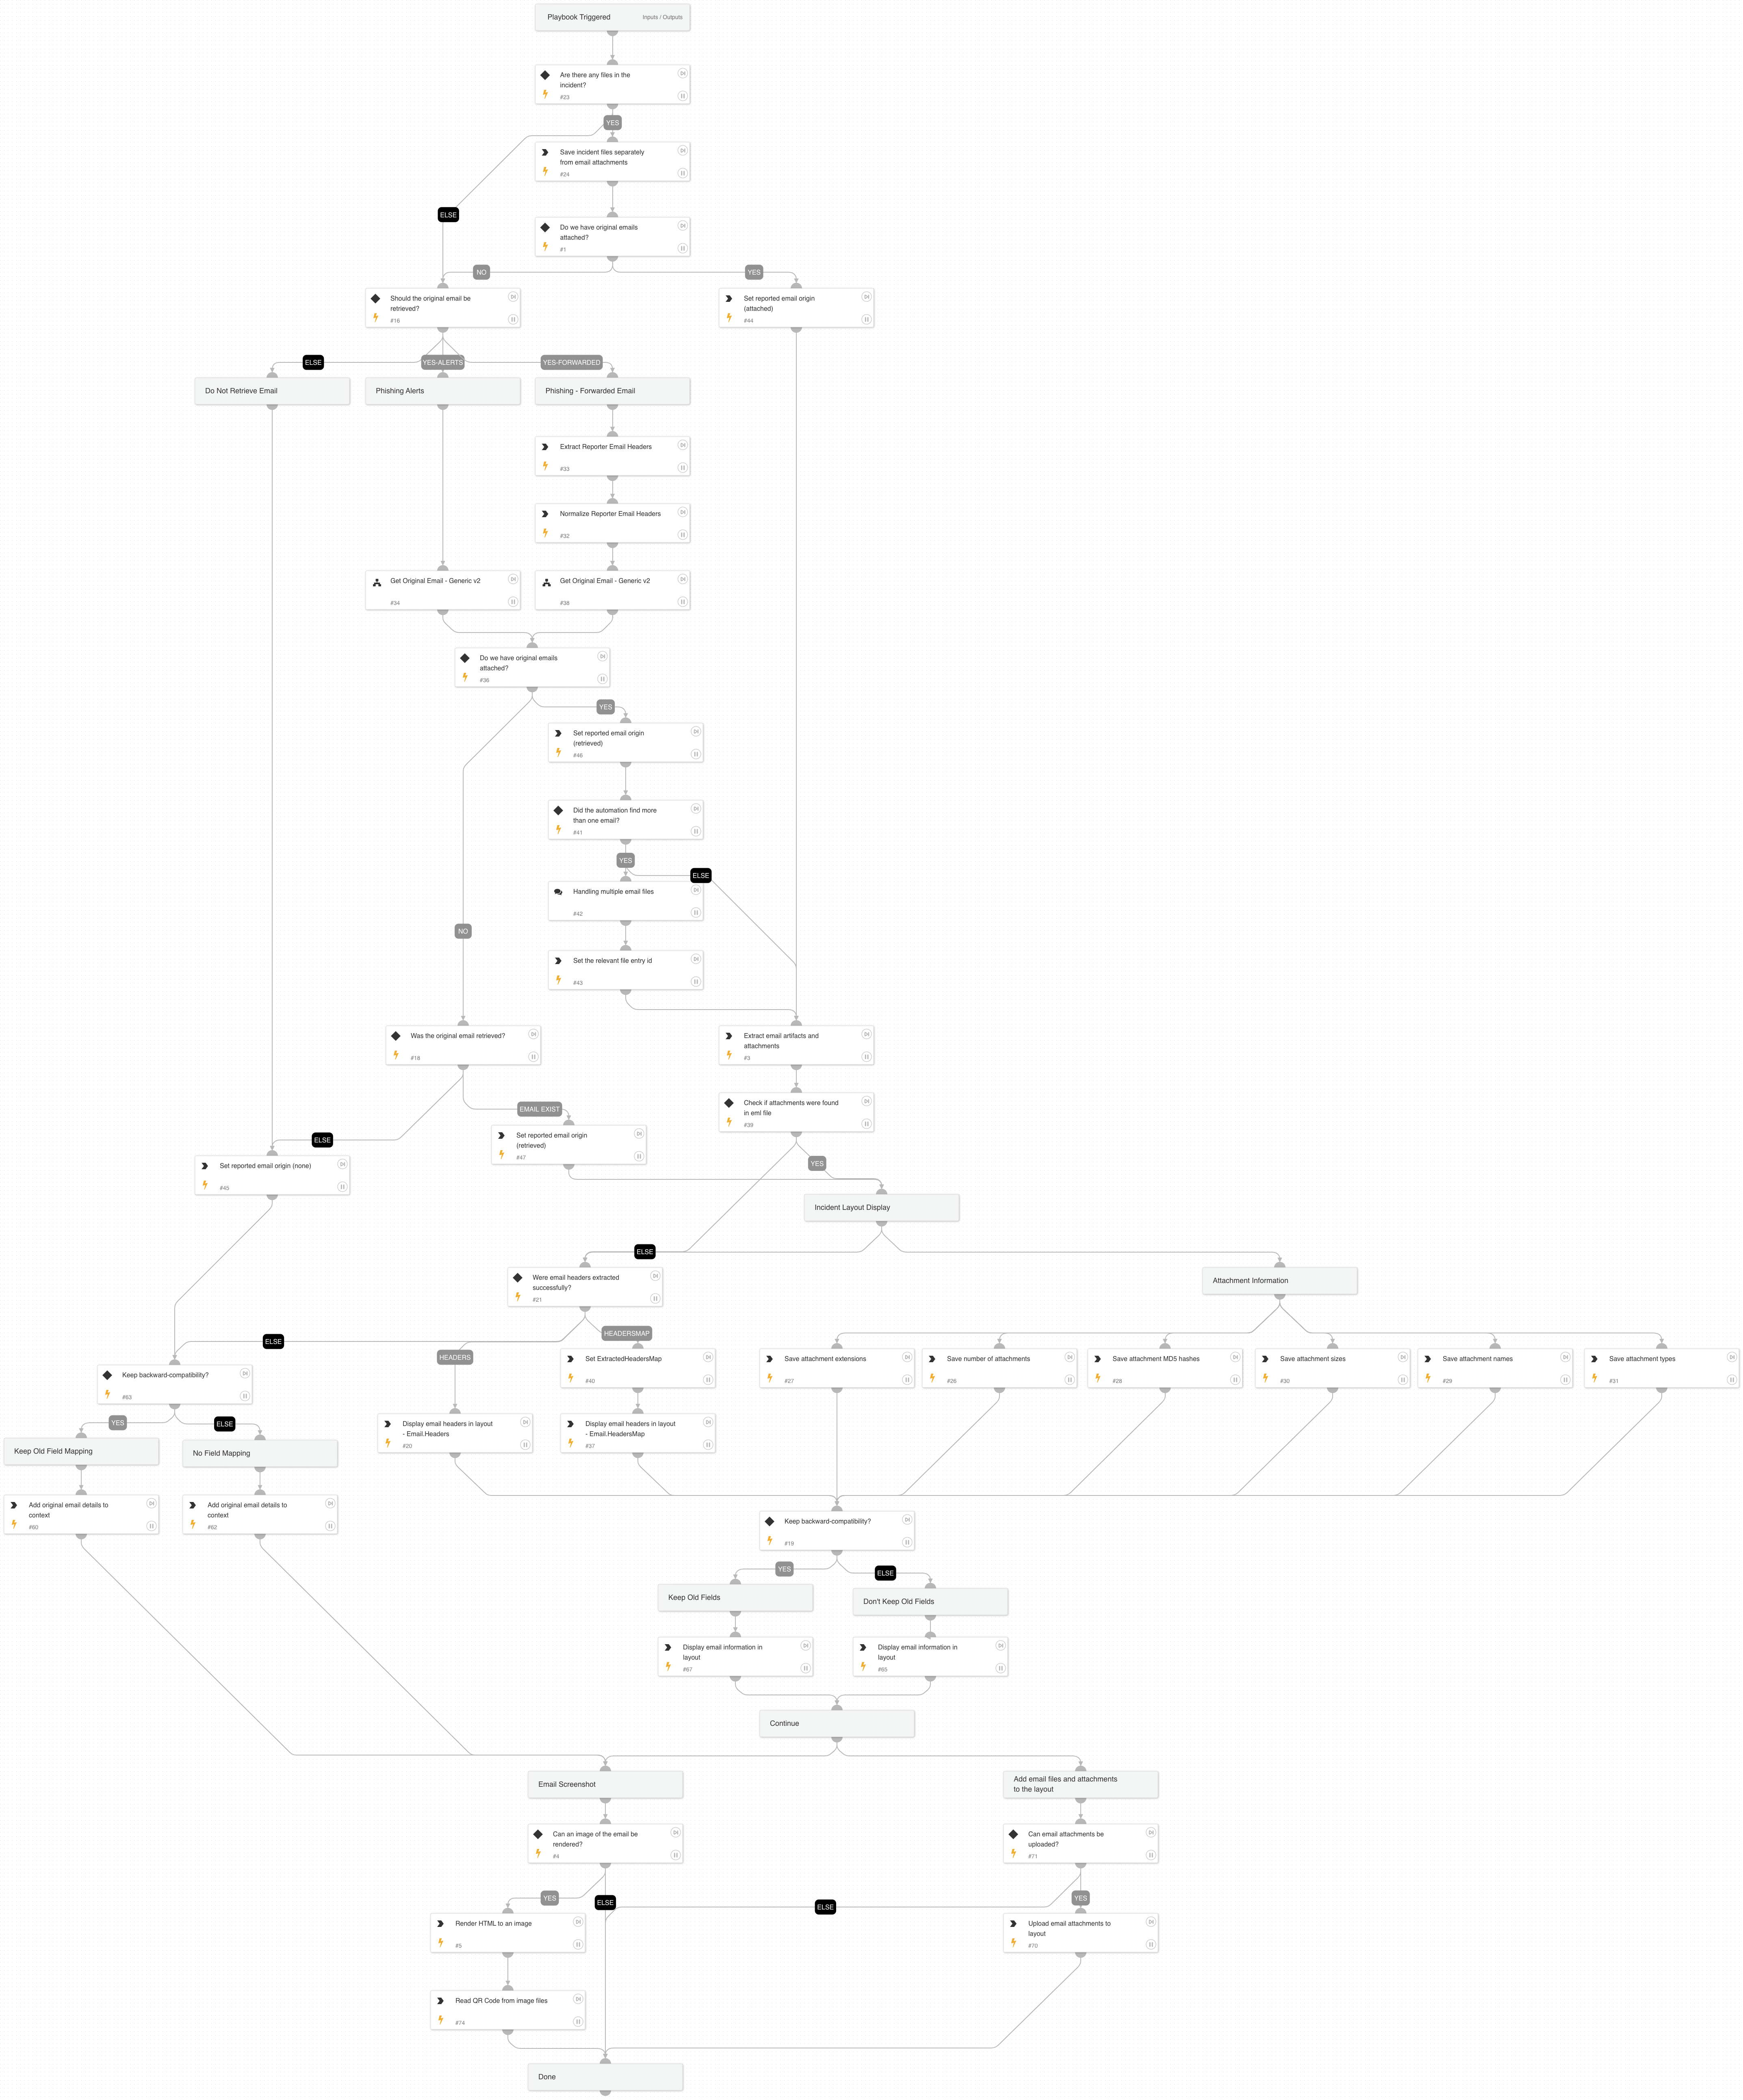 Playbook Triggered
Inputs / Outputs
Are there any files in the
incident?
#23
YES
Save incident files separately
from email attachments
#24
ELSE
Do we have original emails
attached?
#1
NO
YES
Should the original email be
retrieved?
#16
Set reported email origin
(attached)
#44
ELSE
YES-ALERTS
YES-FORWARDED
Do Not Retrieve Email
Phishing Alerts
Phishing - Forwarded Email
Extract Reporter Email Headers
#33
Normalize Reporter Email Headers
#32
Get Original Email - Generic v2
#34
Get Original Email - Generic v2
#38
Do we have original emails
attached?
#36
YES
Set reported email origin
(retrieved)
#46
Did the automation find more
than one email?
#41
YES
ELSE
Handling multiple email files
#42
NO
Set the relevant file entry id
#43
Was the original email retrieved?
#18
Extract email artifacts and
attachments
#3
Check if attachments were found
in eml file
#39
EMAIL EXIST
ELSE
Set reported email origin
(retrieved)
#47
YES
Set reported email origin (none)
#45
Incident Layout Display
ELSE
Were email headers extracted
successfully?
#21
Attachment Information
HEADERSMAP
ELSE
HEADERS
Set ExtractedHeadersMap
#40
Save attachment extensions
#27
Save number of attachments
#26
Save attachment MD5 hashes
#28
Save attachment sizes
#30
Save attachment names
#29
Save attachment types
#31
Keep backward-compatibility?
#63
YES
ELSE
Display email headers in layout
- Email.Headers
#20
Display email headers in layout
- Email.HeadersMap
#37
Keep Old Field Mapping
No Field Mapping
Add original email details to
context
#60
Add original email details to
context
#62
Keep backward-compatibility?
#19
YES
ELSE
Keep Old Fields
Don't Keep Old Fields
Display email information in
layout
#67
Display email information in
layout
#65
Continue
Email Screenshot
Add email files and attachments
to the layout
Can an image of the email be
rendered?
#4
Can email attachments be
uploaded?
#71
YES
ELSE
ELSE
YES
Render HTML to an image
#5
Upload email attachments to
layout
#70
Read QR Code from image files
#74
Done